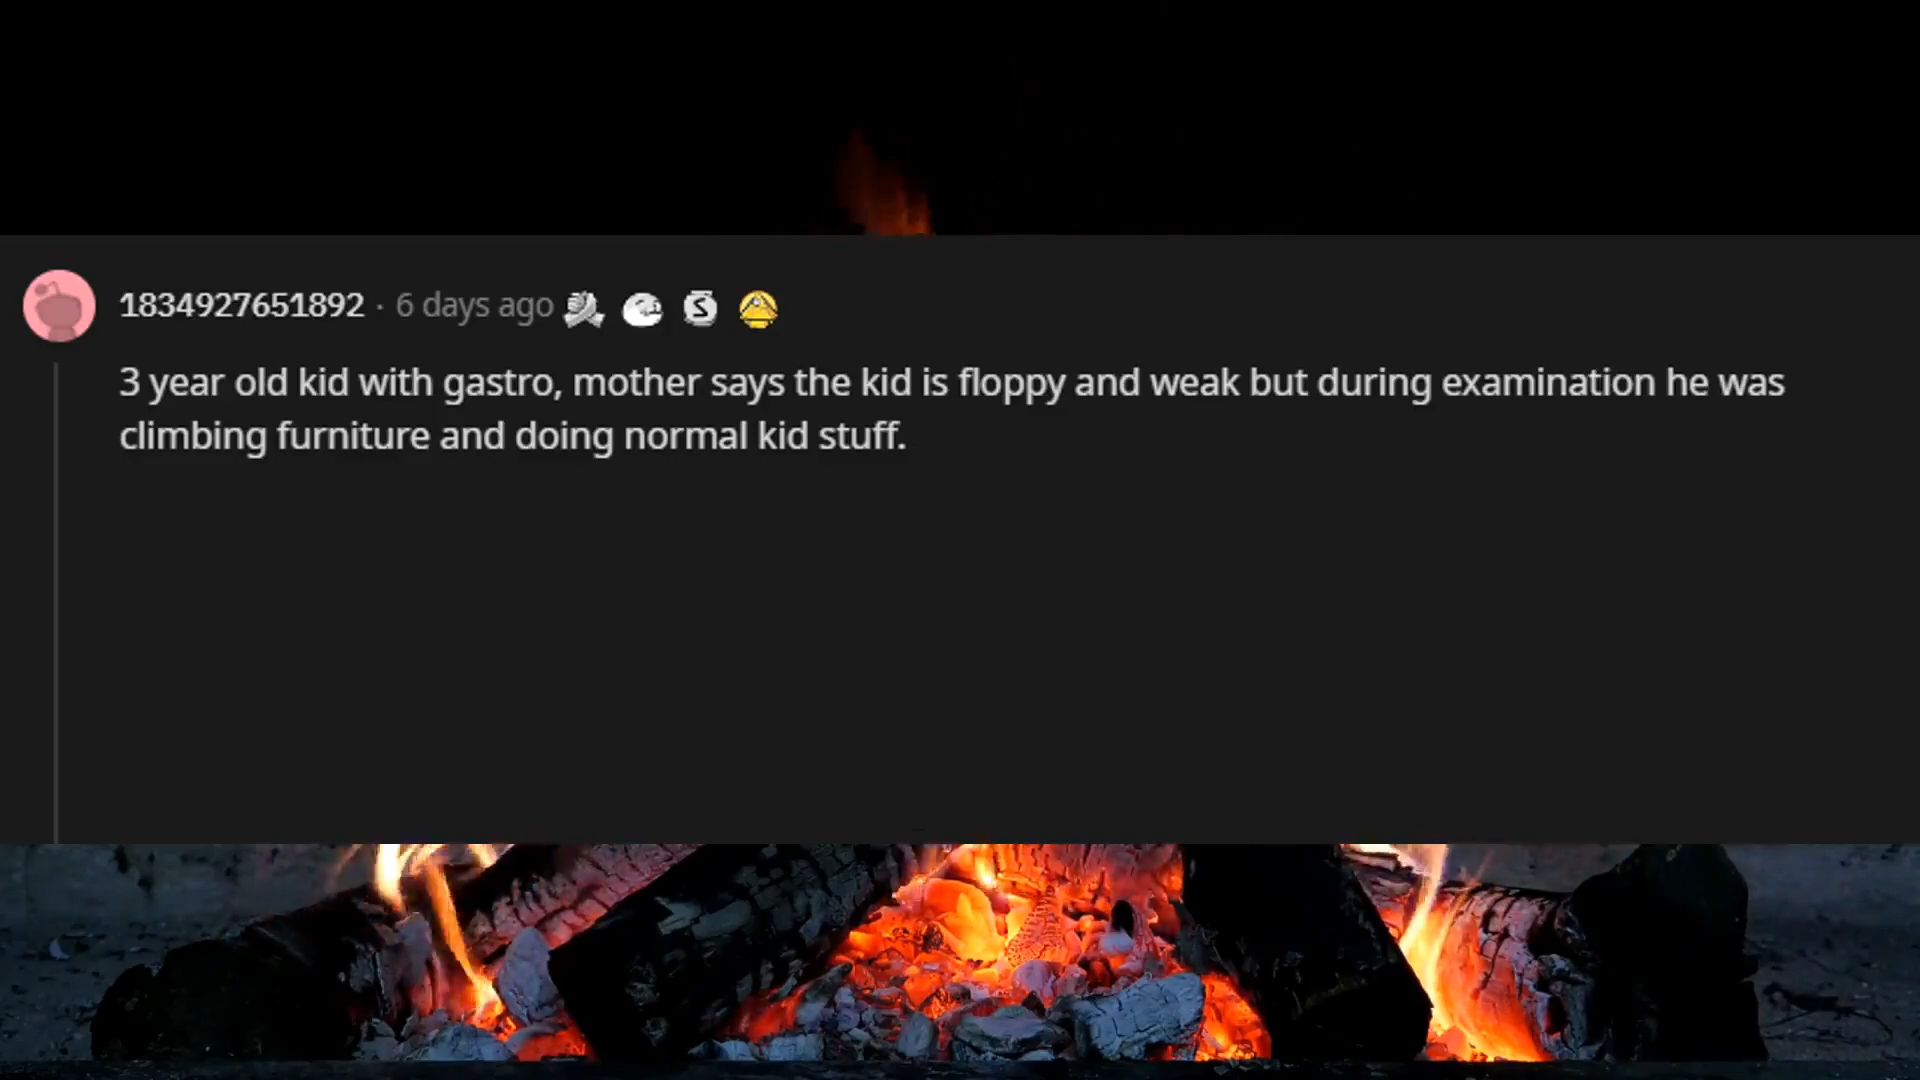 1834927651892 · 6 days ago
3 year old kid with gastro, mother says the kid is floppy and weak but during examination he was
climbing furniture and doing normal kid stuff.